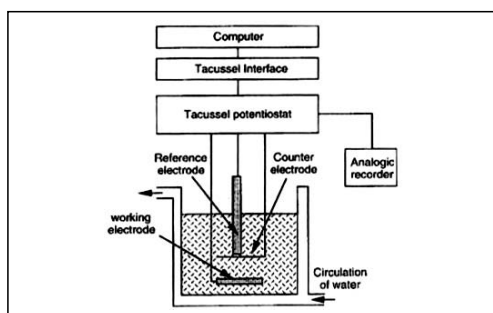 Computer
Tacussel Interface
Tacussel potentiostat
Reference
electrode
Counter
electrode
Analogic
recorder
working
electrode
Circulation
of water